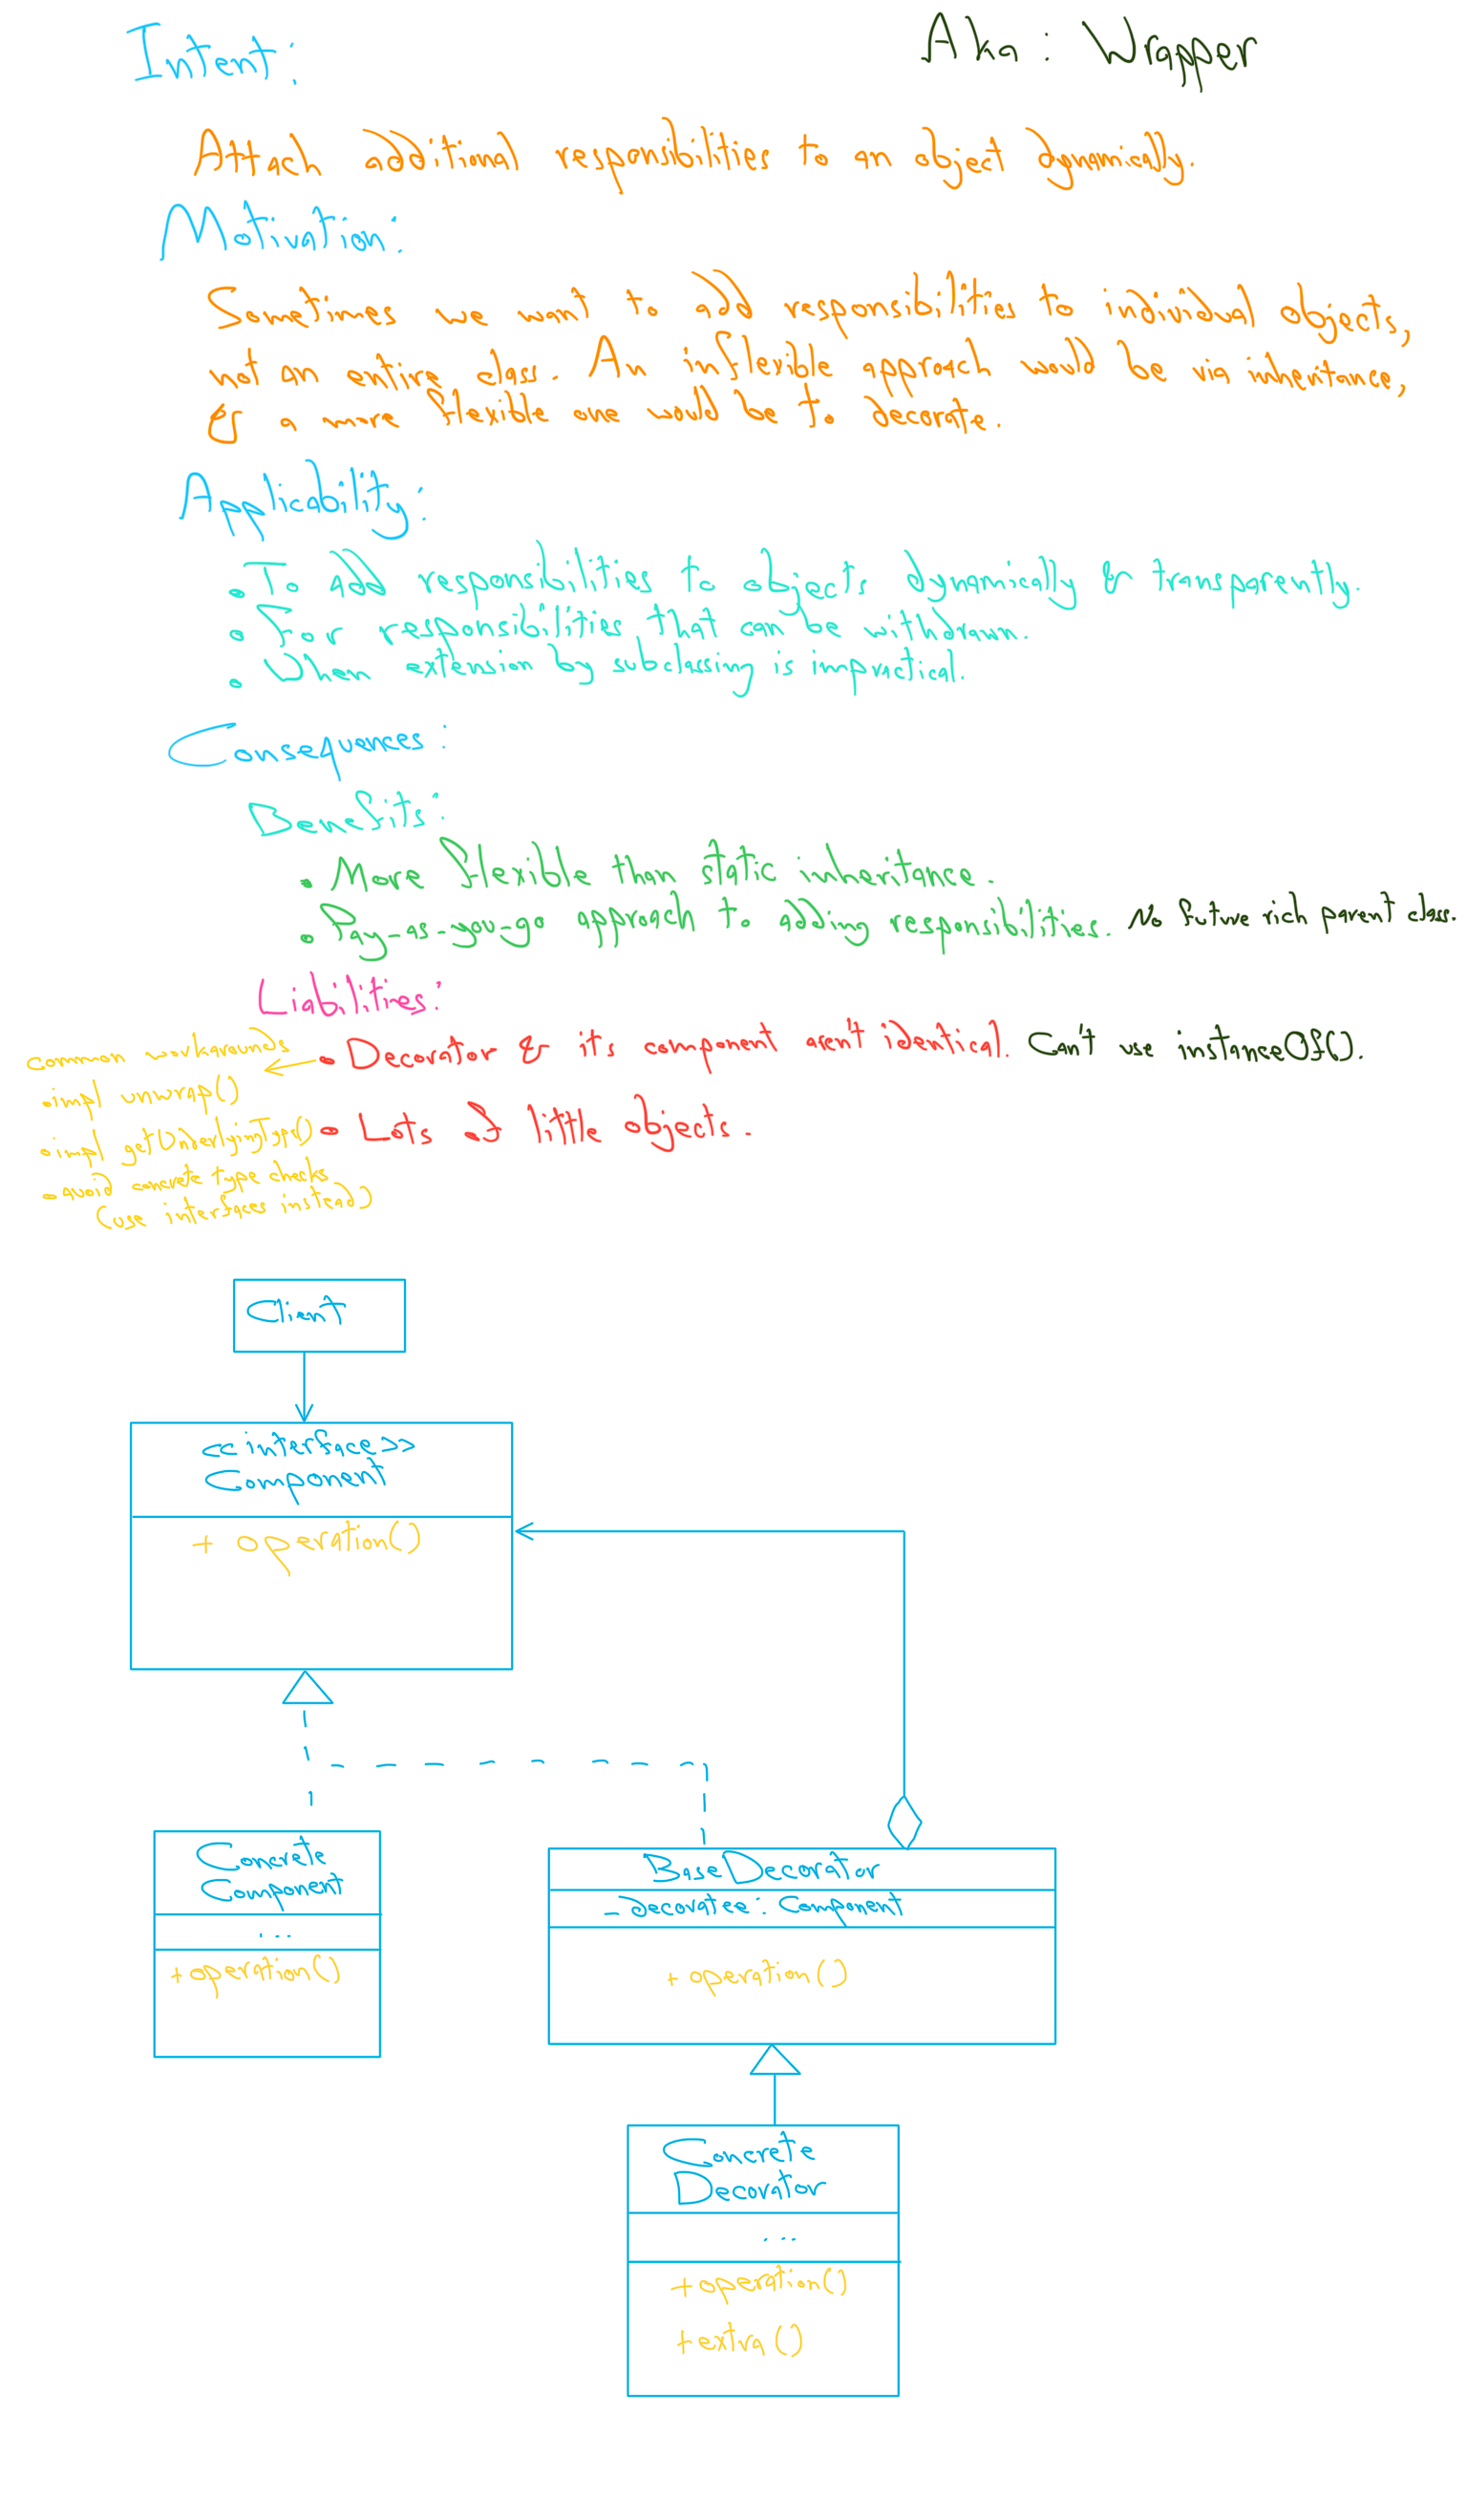 Intent:
Aka: Wrapper
Attach additional responsibilities to an object dynamically.
Motivation:
Sometimes we want to add responsibilities to individual objects,
not an entire class. An inflexible approach would be via inheritance,
& a more flexible one would be to decorate.
Applicability:
• To add responsibilities to objects dynamically & transparently.
• For responsibilities that can be withdrawn.
• When extension by subclassing is impractical.
Consequences:
Benefits:
• More flexible than static inheritance.
• Pay-as-you-go approach to adding responsibilities. No future rich parent class.
Liabilities:
• Decorator & its component aren't identical. Can't use instanceOf().
• Lots of little objects.
Common workarounds
• impl unwrap()
• impl getUnderlyingType()
• avoid concrete type checks
(use interfaces instead)
Client
<<interface>>
Component
+ operation()
Concrete
Component
...
+ operation()
BaseDecorator
- Decoratee: Component
+ operation()
Concrete
Decorator
...
+ operation()
+ extra()